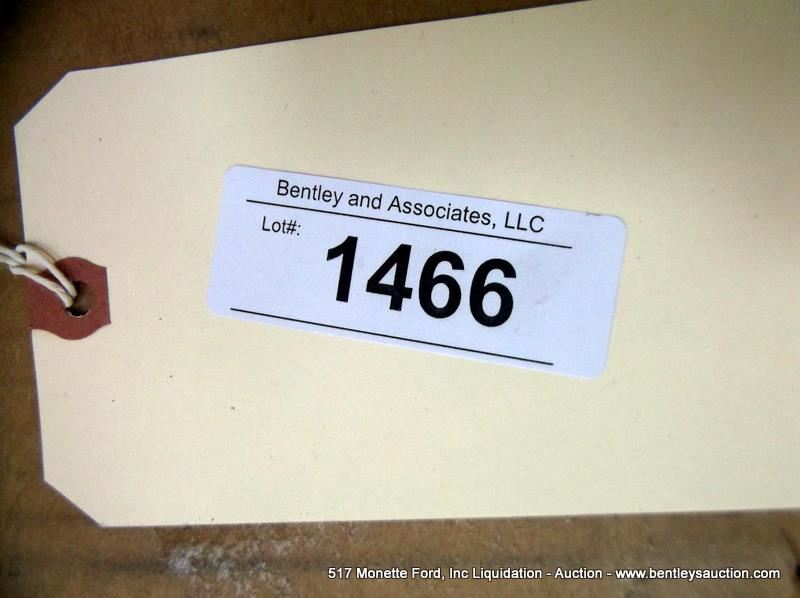 Bentley and Associates, LLC
Lot#:
1466
517 Monette Ford, Inc Liquidation - Auction - www.bentleysauction.com